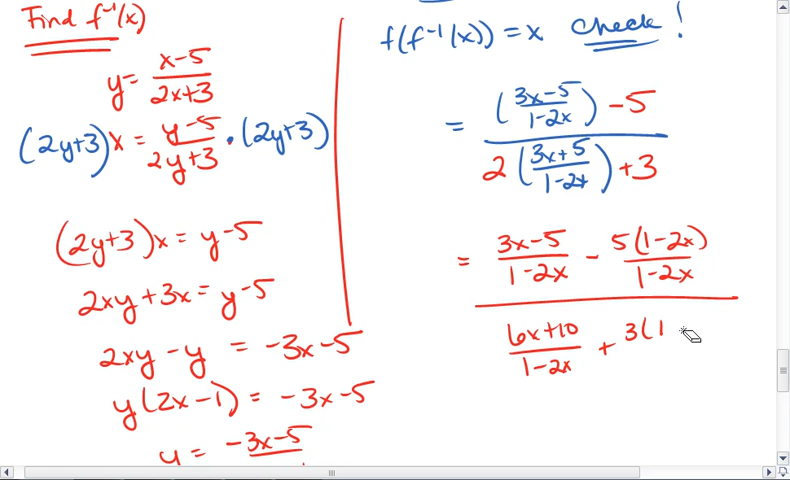 Find f⁻¹(x)
y = (x-5)/(2x+3)
(2y+3) x = (y-5)/(2y+3) · (2y+3)
(2y+3)x = y-5
2xy + 3x = y-5
2xy - y = -3x-5
y(2x-1) = -3x-5
y = -3x-5
f(f⁻¹(x)) = x check!
= ((3x-5)/(1-2x)) - 5
2((3x+5)/(1-2x)) + 3
= (3x-5)/(1-2x) - 5(1-2x)/(1-2x)
(6x+10)/(1-2x) + 3(1